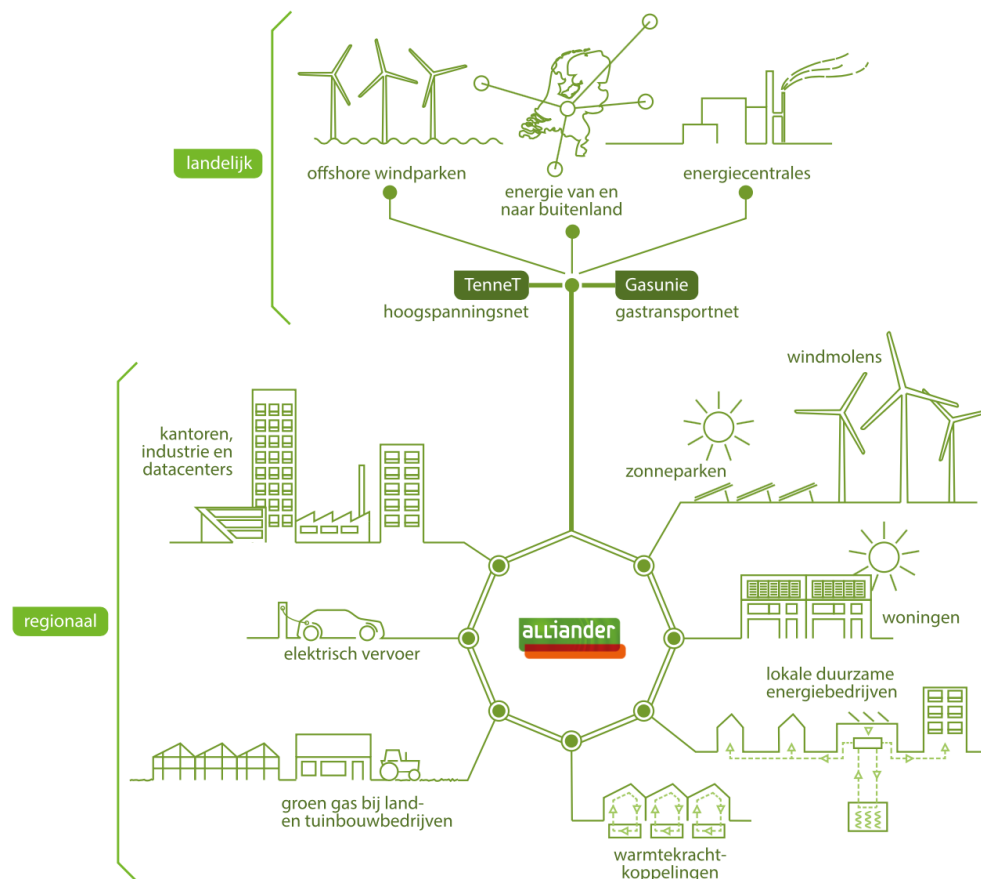 landelijk
offshore windparken
energie van en
naar buitenland
energiecentrales
TenneT
hoogspanningsnet
Gasunie
gastransportnet
regionaal
kantoren,
industrie en
datacenters
windmolens
zonneparken
elektrisch vervoer
alliander
woningen
lokale duurzame
energiebedrijven
groen gas bij land-
en tuinbouwbedrijven
warmtekracht-
koppelingen